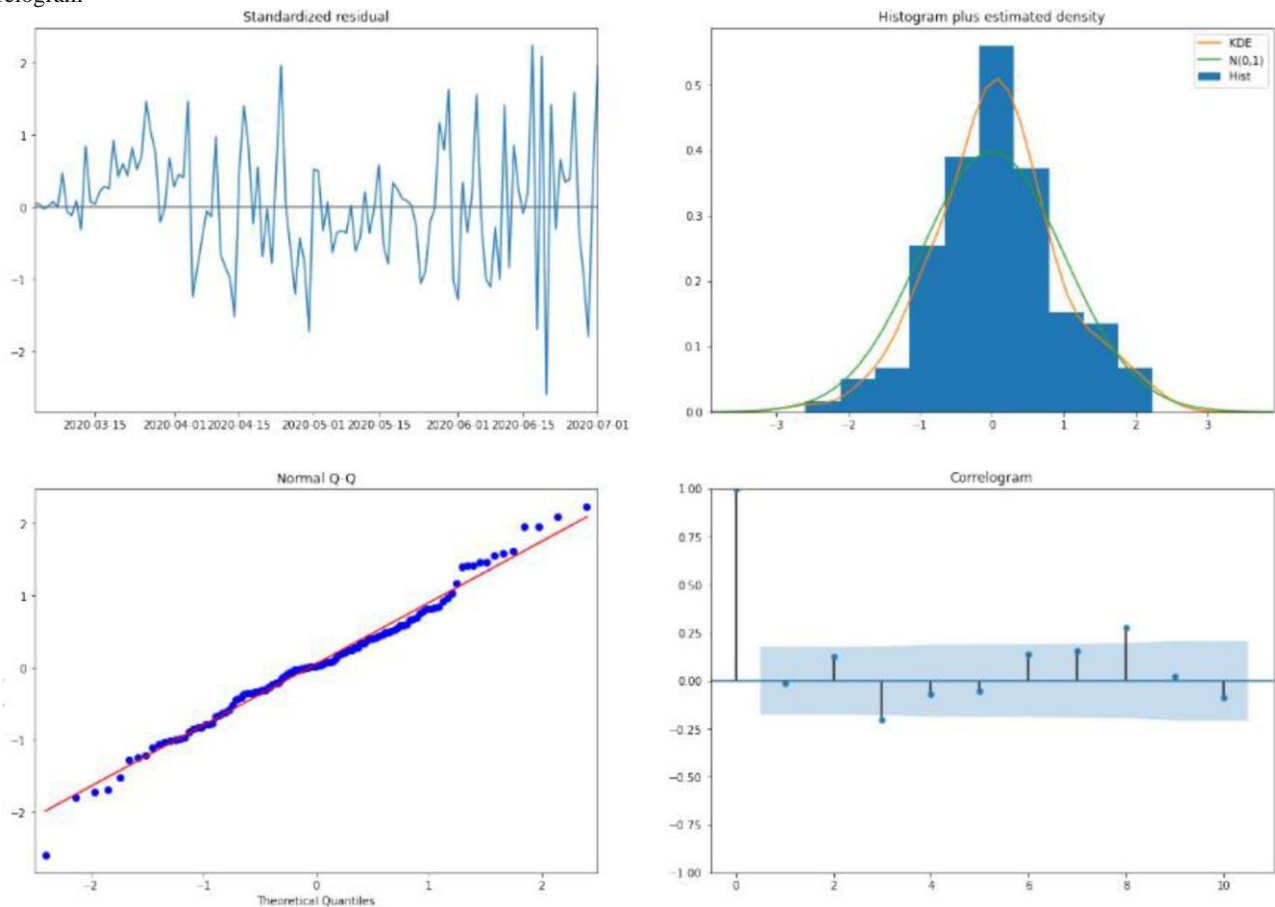 Standardized residual
2
1
0
−1
−2
2020-03-15 2020-04-01 2020-04-15 2020-05-01 2020-05-15 2020-06-01 2020-06-15 2020-07-01
Histogram plus estimated density
KDE
N(0,1)
Hist
0.5
0.4
0.3
0.2
0.1
0.0
−3 −2 −1 0 1 2 3
Normal Q-Q
2
1
0
−1
−2
−2 −1 0 1 2
Theoretical Quantiles
Correlogram
1.00
0.75
0.50
0.25
0.00
−0.25
−0.50
−0.75
−1.00
0 2 4 6 8 10